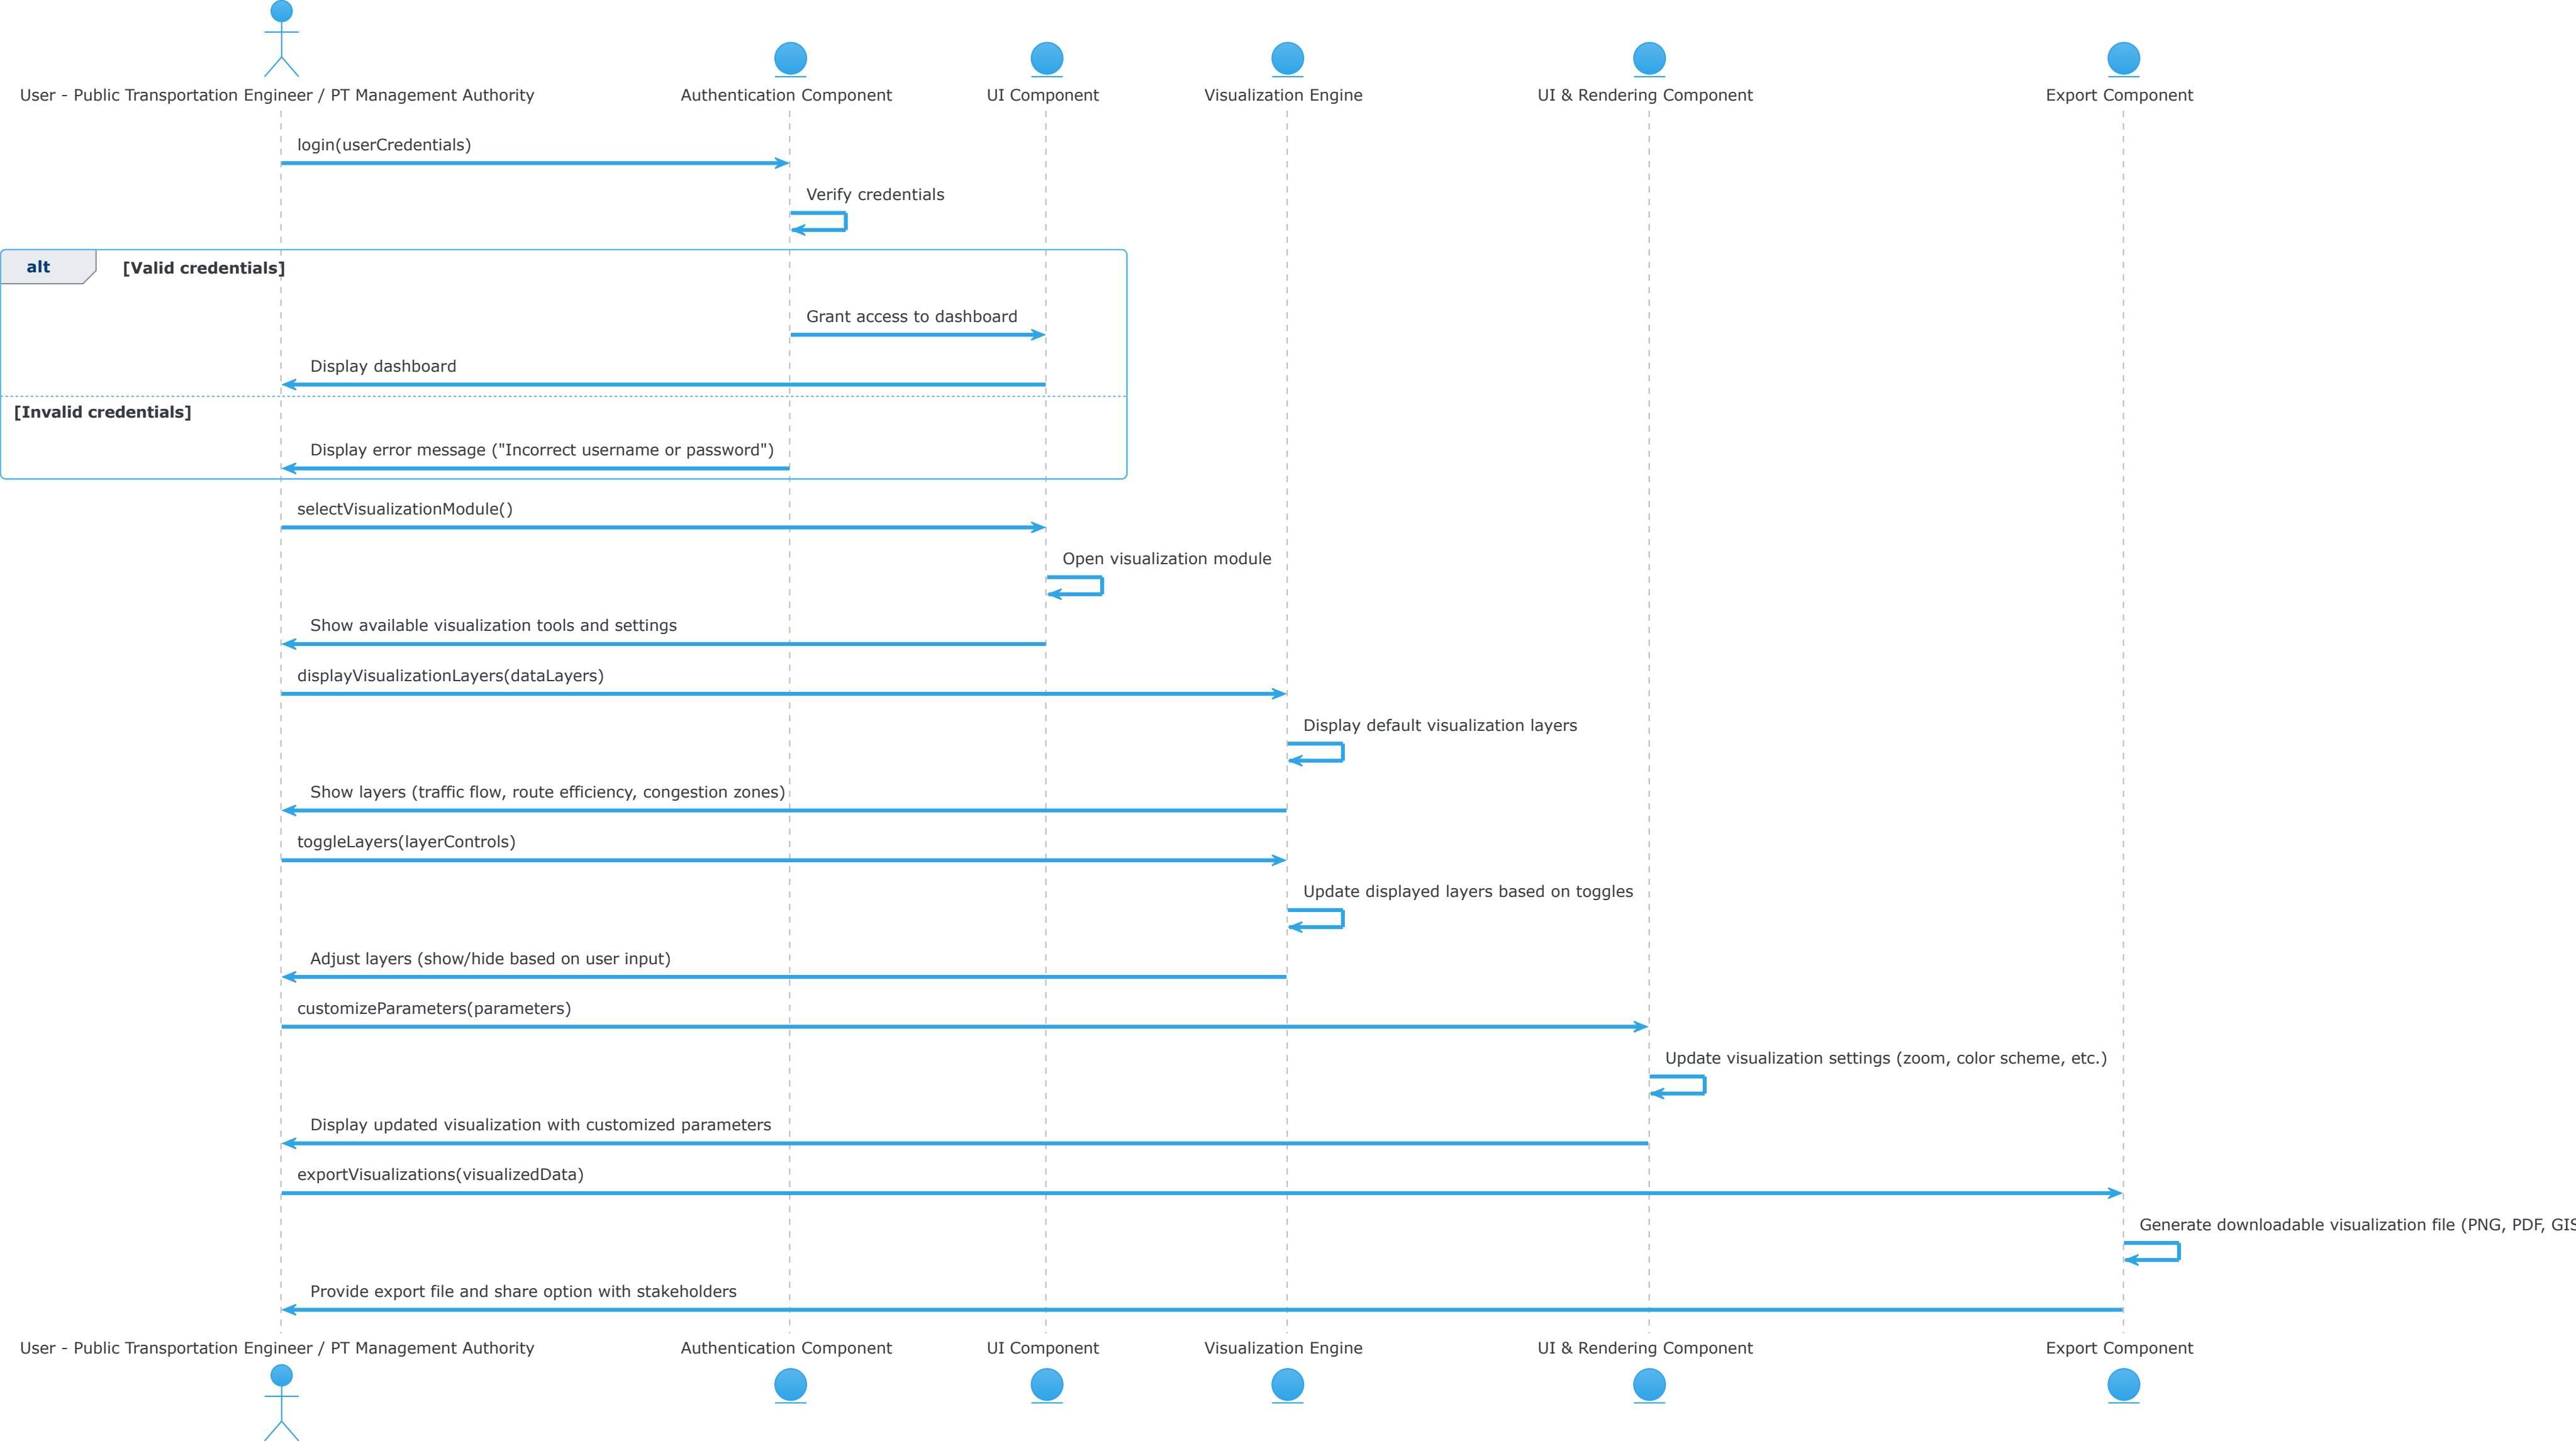 User - Public Transportation Engineer / PT Management Authority
Authentication Component
UI Component
Visualization Engine
UI & Rendering Component
Export Component
login(userCredentials)
Verify credentials
alt
[Valid credentials]
Grant access to dashboard
Display dashboard
[Invalid credentials]
Display error message ("Incorrect username or password")
selectVisualizationModule()
Open visualization module
Show available visualization tools and settings
displayVisualizationLayers(dataLayers)
Display default visualization layers
Show layers (traffic flow, route efficiency, congestion zones)
toggleLayers(layerControls)
Update displayed layers based on toggles
Adjust layers (show/hide based on user input)
customizeParameters(parameters)
Update visualization settings (zoom, color scheme, etc.)
Display updated visualization with customized parameters
exportVisualizations(visualizedData)
Generate downloadable visualization file (PNG, PDF, GIS
Provide export file and share option with stakeholders
User - Public Transportation Engineer / PT Management Authority
Authentication Component
UI Component
Visualization Engine
UI & Rendering Component
Export Component